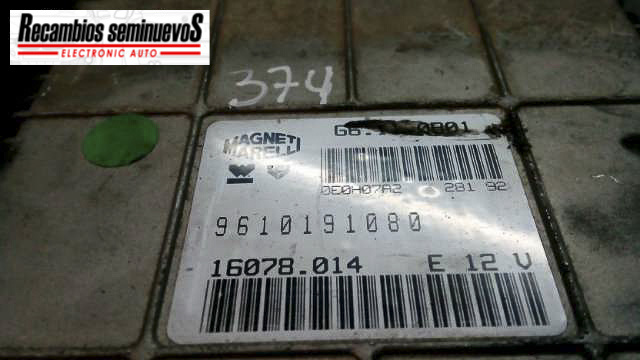 Recambios seminuevoS
ELECTRONIC AUTO
374
MAGNETI
MARELLI
0E0H07A2 281 92
9610191080
16078.014 E 12 V